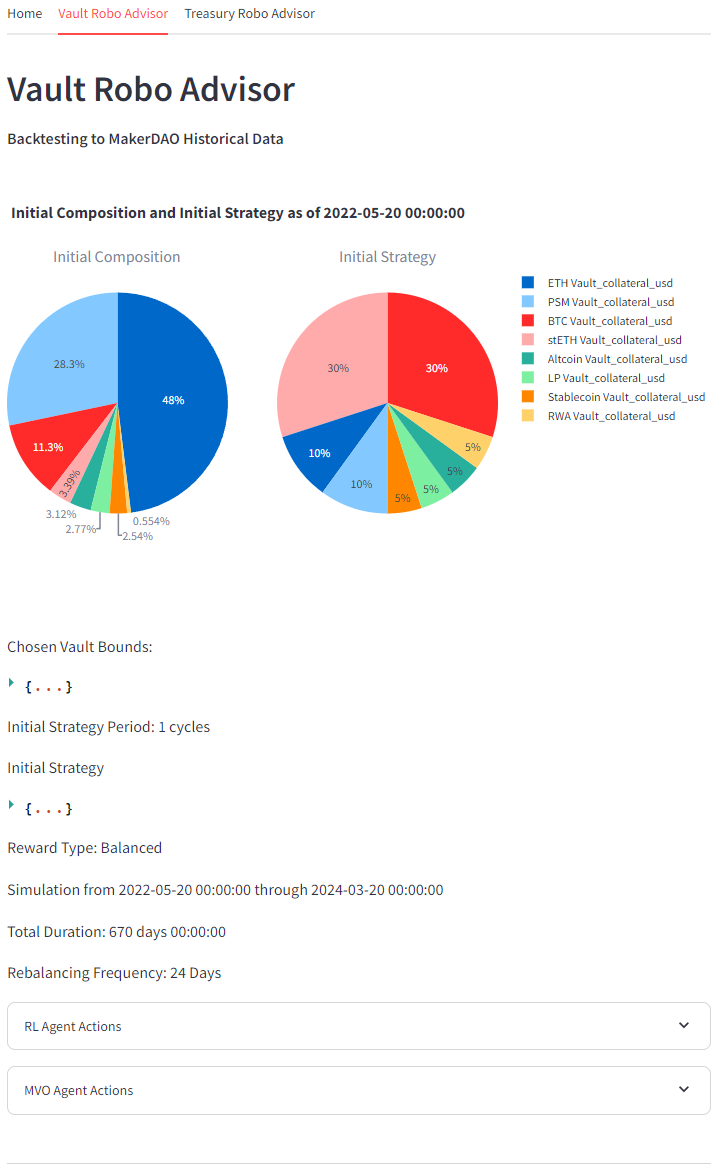 Home Vault Robo Advisor Treasury Robo Advisor
Vault Robo Advisor
Backtesting to MakerDAO Historical Data
Initial Composition and Initial Strategy as of 2022-05-20 00:00:00
Initial Composition
48%
28.3%
11.3%
3.39%
3.12%
2.77%
2.54%
0.554%
Initial Strategy
30%
30%
10%
10%
5%
5%
5%
5%
ETH Vault_collateral_usd
PSM Vault_collateral_usd
BTC Vault_collateral_usd
stETH Vault_collateral_usd
Altcoin Vault_collateral_usd
LP Vault_collateral_usd
Stablecoin Vault_collateral_usd
RWA Vault_collateral_usd
Chosen Vault Bounds:
{...}
Initial Strategy Period: 1 cycles
Initial Strategy
{...}
Reward Type: Balanced
Simulation from 2022-05-20 00:00:00 through 2024-03-20 00:00:00
Total Duration: 670 days 00:00:00
Rebalancing Frequency: 24 Days
RL Agent Actions
MVO Agent Actions